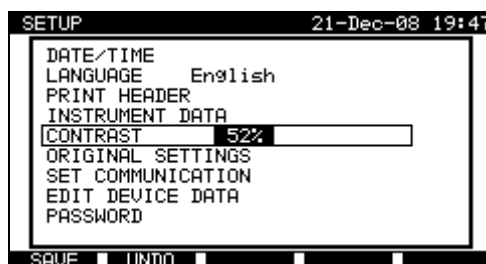 SETUP 21-Dec-08 19:47
DATE/TIME
LANGUAGE English
PRINT HEADER
INSTRUMENT DATA
CONTRAST 52%
ORIGINAL SETTINGS
SET COMMUNICATION
EDIT DEVICE DATA
PASSWORD
SAVE UNDO